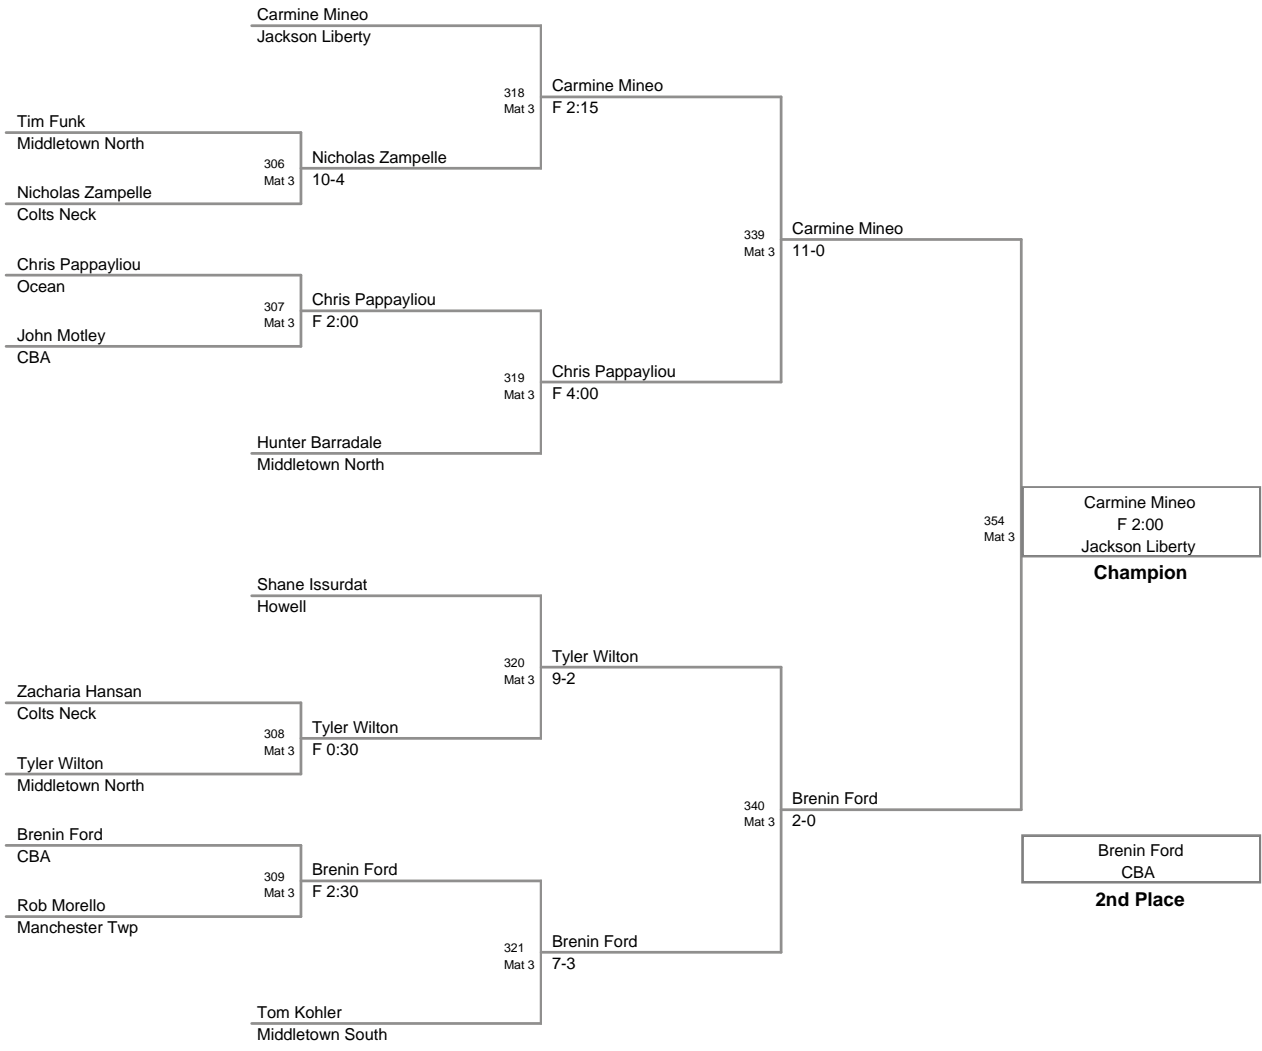 Carmine Mineo
Jackson Liberty
318
Mat 3
Carmine Mineo
F 2:15
Tim Funk
Middletown North
306
Mat 3
Nicholas Zampelle
10-4
Nicholas Zampelle
Colts Neck
339
Mat 3
Carmine Mineo
11-0
Chris Pappayliou
Ocean
307
Mat 3
Chris Pappayliou
F 2:00
John Motley
CBA
319
Mat 3
Chris Pappayliou
F 4:00
Hunter Barradale
Middletown North
354
Mat 3
Carmine Mineo
F 2:00
Jackson Liberty
Champion
Shane Issurdat
Howell
320
Mat 3
Tyler Wilton
9-2
Zacharia Hansan
Colts Neck
308
Mat 3
Tyler Wilton
F 0:30
Tyler Wilton
Middletown North
340
Mat 3
Brenin Ford
2-0
Brenin Ford
CBA
309
Mat 3
Brenin Ford
F 2:30
Rob Morello
Manchester Twp
Brenin Ford
CBA
2nd Place
321
Mat 3
Brenin Ford
7-3
Tom Kohler
Middletown South